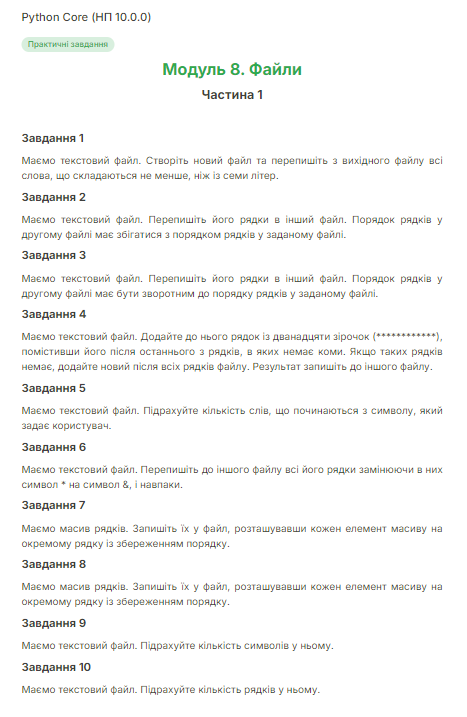 Python Core (НП 10.0.0)
Практичні завдання
Модуль 8. Файли
Частина 1
Завдання 1
Маємо текстовий файл. Створіть новий файл та перепишіть з вихідного файлу всі
слова, що складаються не менше, ніж із семи літер.
Завдання 2
Маємо текстовий файл. Перепишіть його рядки в інший файл. Порядок рядків у
другому файлі має збігатися з порядком рядків у заданому файлі.
Завдання 3
Маємо текстовий файл. Перепишіть його рядки в інший файл. Порядок рядків у
другому файлі має бути зворотним до порядку рядків у заданому файлі.
Завдання 4
Маємо текстовий файл. Додайте до нього рядок із дванадцяти зірочок (************),
помістивши його після останнього з рядків, в яких немає коми. Якщо таких рядків
немає, додайте новий після всіх рядків файлу. Результат запишіть до іншого файлу.
Завдання 5
Маємо текстовий файл. Підрахуйте кількість слів, що починаються з символу, який
задає користувач.
Завдання 6
Маємо текстовий файл. Перепишіть до іншого файлу всі його рядки замінюючи в них
символ * на символ &, і навпаки.
Завдання 7
Маємо масив рядків. Запишіть їх у файл, розташувавши кожен елемент масиву на
окремому рядку із збереженням порядку.
Завдання 8
Маємо масив рядків. Запишіть їх у файл, розташувавши кожен елемент масиву на
окремому рядку із збереженням порядку.
Завдання 9
Маємо текстовий файл. Підрахуйте кількість символів у ньому.
Завдання 10
Маємо текстовий файл. Підрахуйте кількість рядків у ньому.